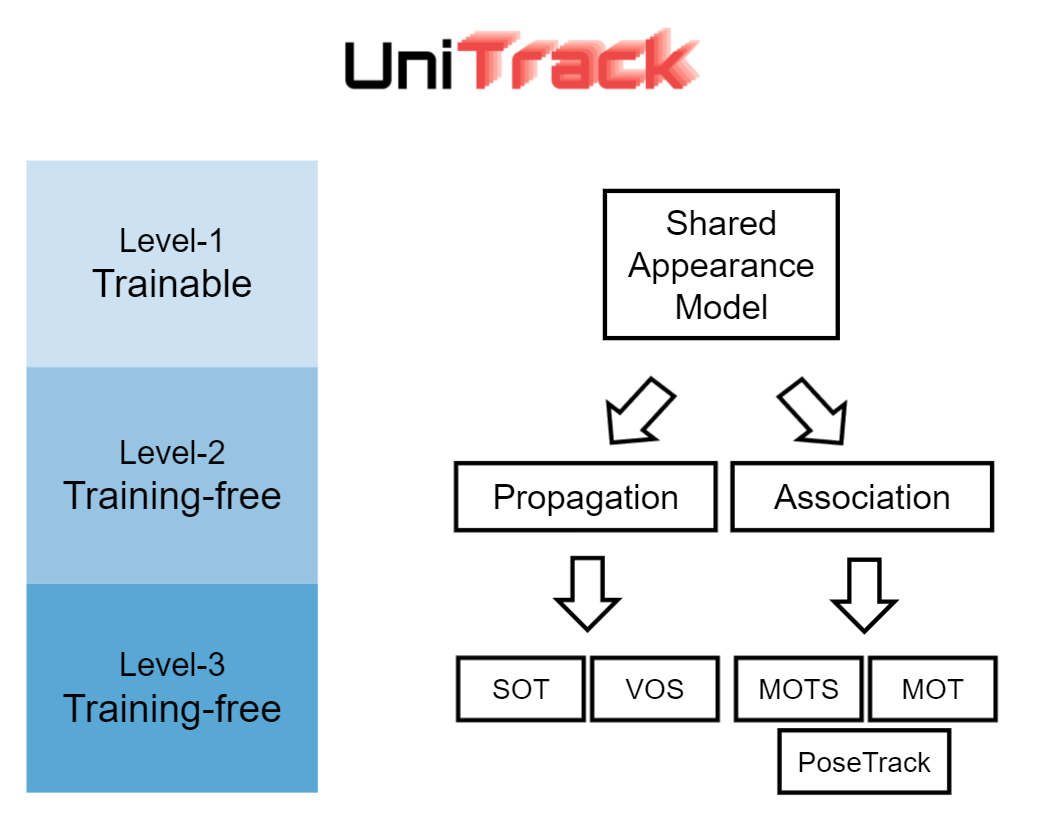 UniTrack
Level-1
Trainable
Shared
Appearance
Model
Level-2
Training-free
Propagation
Association
Level-3
Training-free
SOT
VOS
MOTS
MOT
PoseTrack